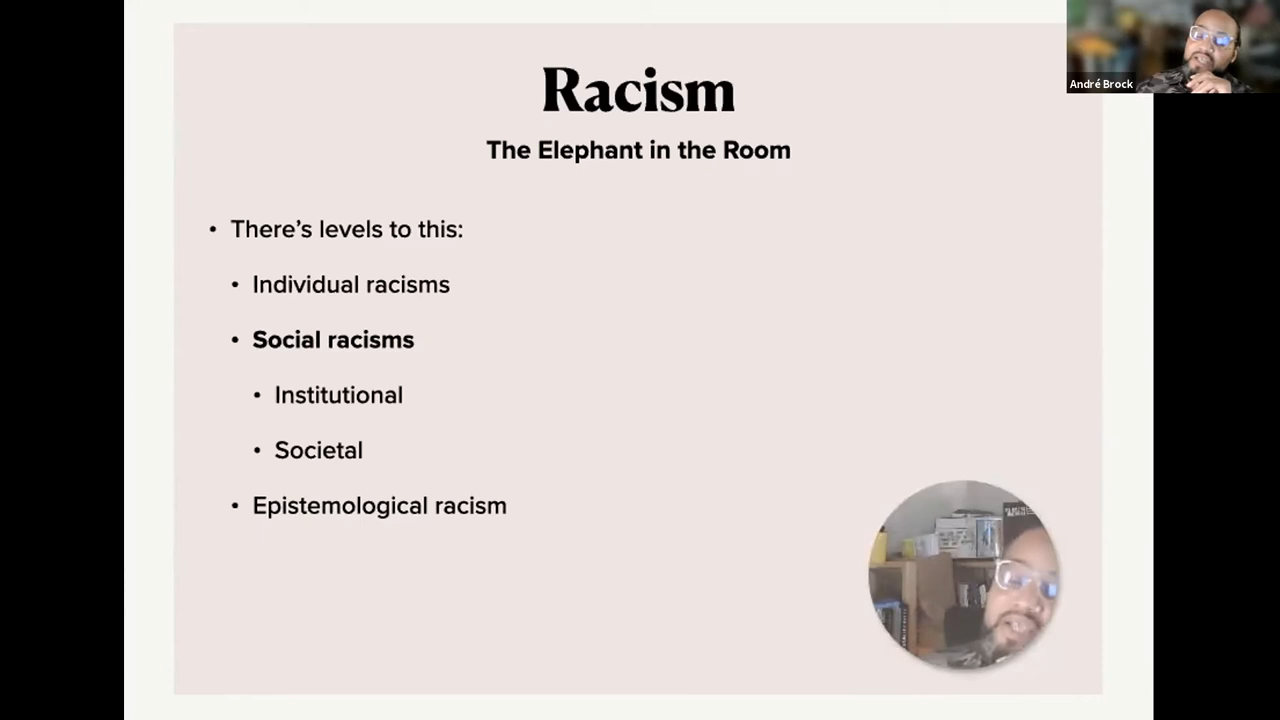 Racism
The Elephant in the Room
• There's levels to this:
• Individual racisms
• Social racisms
• Institutional
• Societal
• Epistemological racism
André Brock